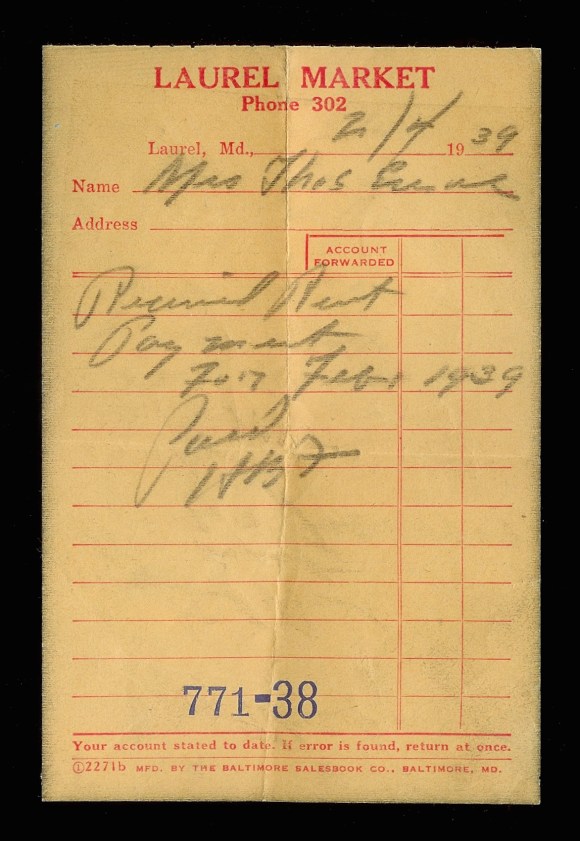 LAUREL MARKET
Phone 302
Laurel, Md., 2/4 1939
Name Mrs Thos
Address
ACCOUNT
FORWARDED
Received Rent
Payment
For Feb. 1939
Paid
771-38
Your account stated to date. If error is found, return at once.
①2271b MFD. BY THE BALTIMORE SALESBOOK CO., BALTIMORE, MD.